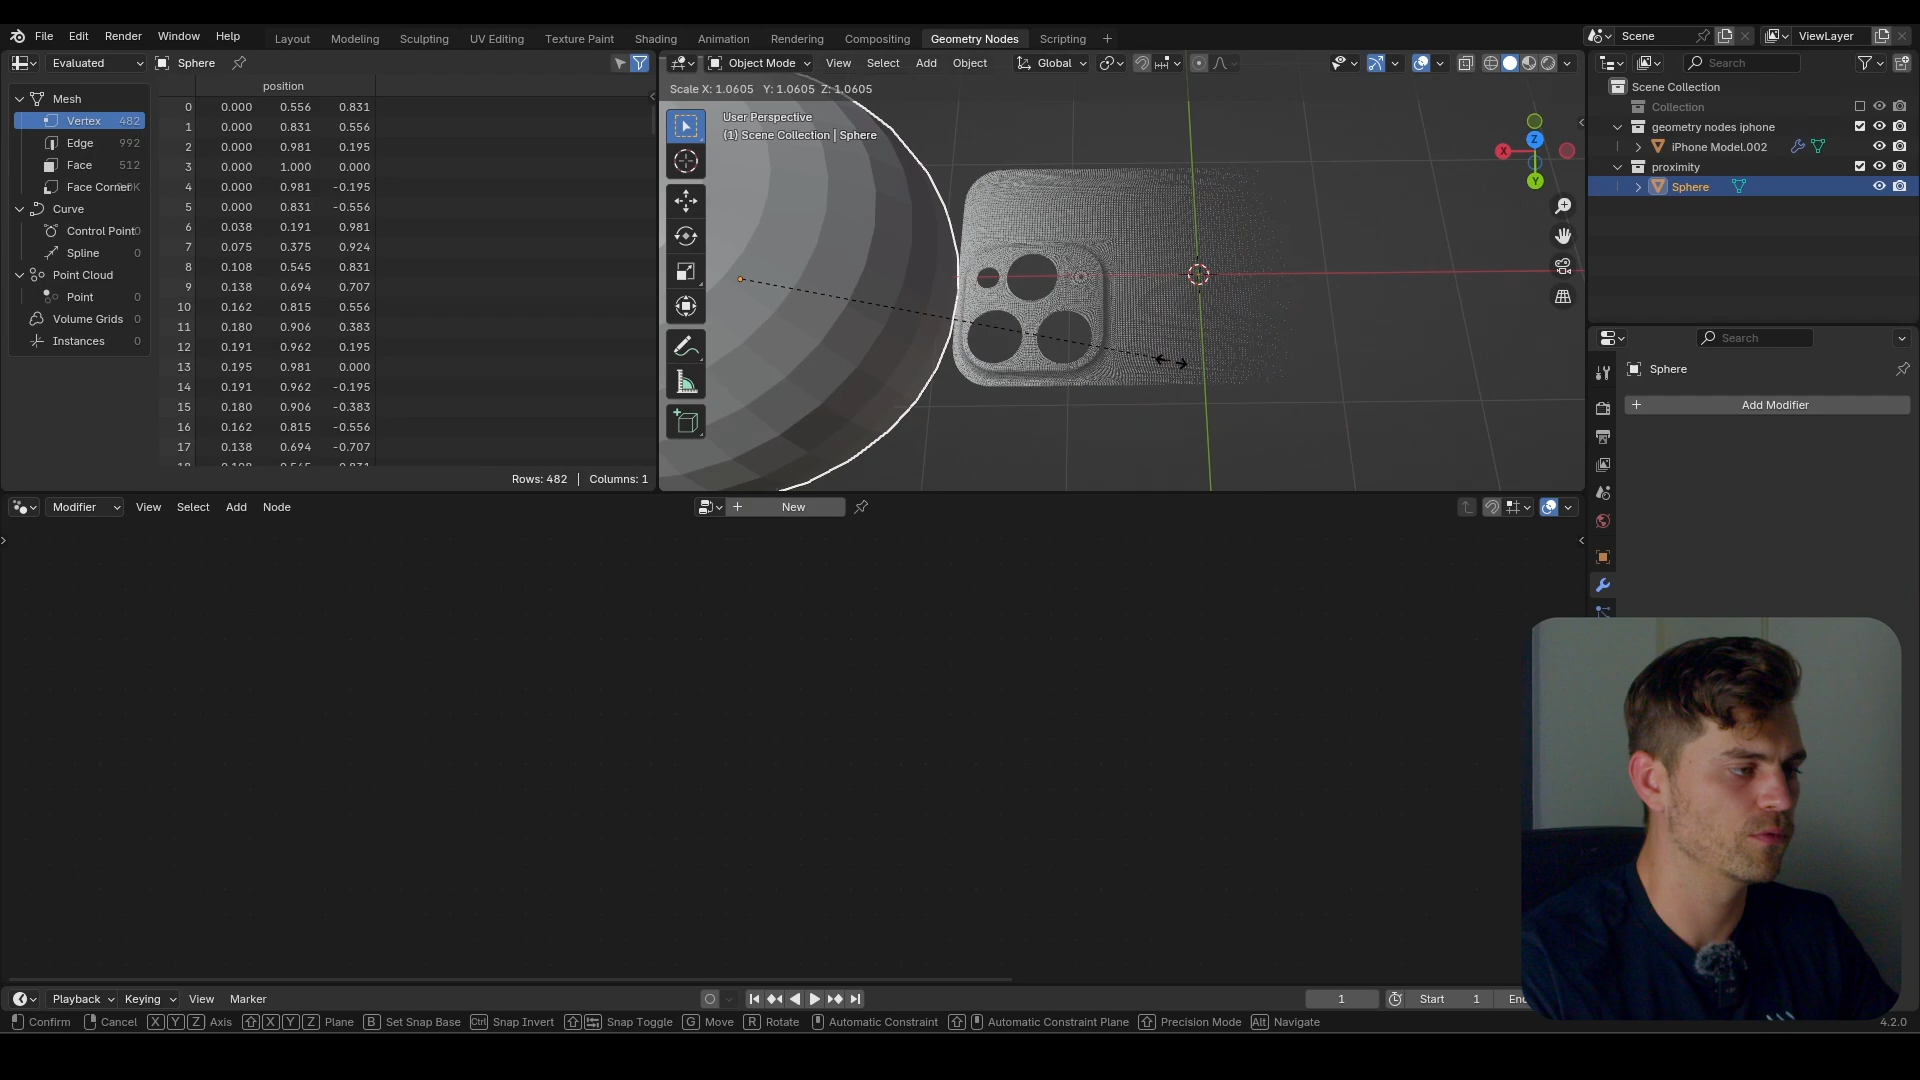 File Edit Render Window Help Layout Modeling Sculpting UV Editing Texture Paint Shading Animation Rendering Compositing Geometry Nodes Scripting + Scene ViewLayer
Evaluated Sphere
Object Mode View Select Add Object Global
Search
position
Scale X: 1.0605 Y: 1.0605 Z: 1.0605
User Perspective
(1) Scene Collection | Sphere
Mesh
Vertex 482
Edge 992
Face 512
Face Corner
Curve
Control Point 0
Spline 0
Point Cloud
Point 0
Volume Grids 0
Instances 0
0 0.000 0.556 0.831
1 0.000 0.831 0.556
2 0.000 0.981 0.195
3 0.000 1.000 0.000
4 0.000 0.981 -0.195
5 0.000 0.831 -0.556
6 0.038 0.191 0.981
7 0.075 0.375 0.924
8 0.108 0.545 0.831
9 0.138 0.694 0.707
10 0.162 0.815 0.556
11 0.180 0.906 0.383
12 0.191 0.962 0.195
13 0.195 0.981 0.000
14 0.191 0.962 -0.195
15 0.180 0.906 -0.383
16 0.162 0.815 -0.556
17 0.138 0.694 -0.707
Rows: 482 | Columns: 1
X
Z
Y
Scene Collection
Collection
geometry nodes iphone
iPhone Model.002
proximity
Sphere
Search
Sphere
+ Add Modifier
Modifier View Select Add Node
+ New
Playback Keying View Marker
1 Start 1
Confirm Cancel X Y Z Axis X Y Z Plane B Set Snap Base Ctrl Snap Invert Snap Toggle G Move R Rotate Automatic Constraint Automatic Constraint Plane Precision Mode Alt Navigate
4.2.0